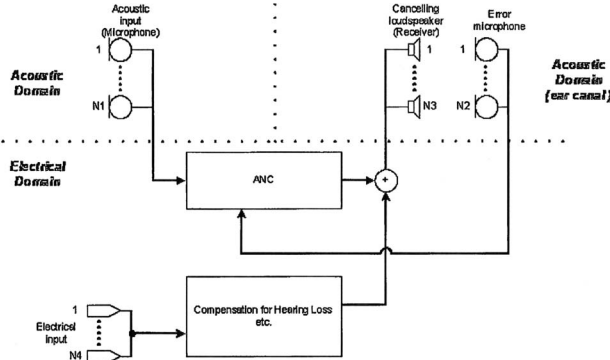 Acoustic
input
(Microphone)
Cancelling
loudspeaker
(Receiver)
Error
microphone
1
1
1
Acoustic
Domain
Acoustic
Domain
(ear canal)
N1
N3
N2
Electrical
Domain
ANC
+
Compensation for Hearing Loss
etc.
1
Electrical
input
N4